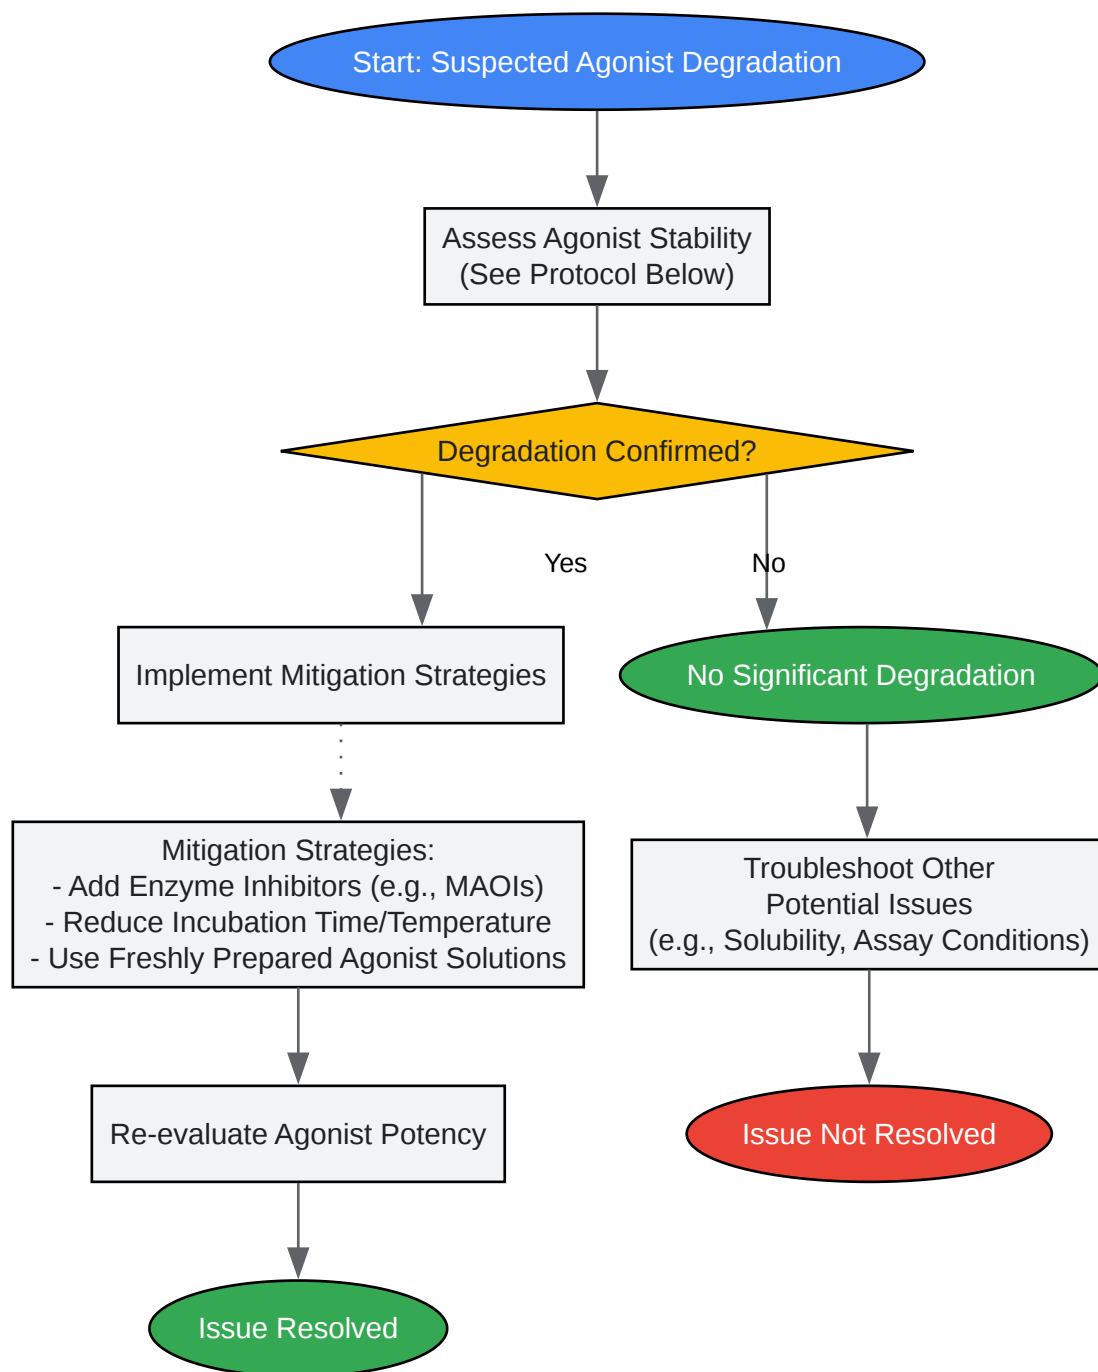 Start: Suspected Agonist Degradation
Assess Agonist Stability
(See Protocol Below)
Degradation Confirmed?
Yes
No
Implement Mitigation Strategies
No Significant Degradation
Mitigation Strategies:
- Add Enzyme Inhibitors (e.g., MAOIs)
- Reduce Incubation Time/Temperature
- Use Freshly Prepared Agonist Solutions
Troubleshoot Other
Potential Issues
(e.g., Solubility, Assay Conditions)
Re-evaluate Agonist Potency
Issue Not Resolved
Issue Resolved